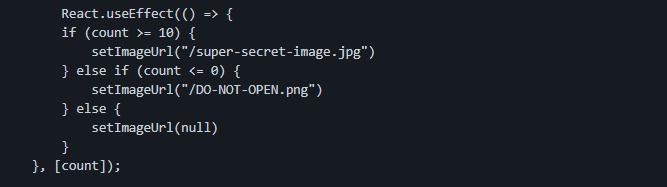 React.useEffect(() => {
if (count >= 10) {
setImageUrl("/super-secret-image.jpg")
} else if (count <= 0) {
setImageUrl("/DO-NOT-OPEN.png")
} else {
setImageUrl(null)
}
}, [count]);